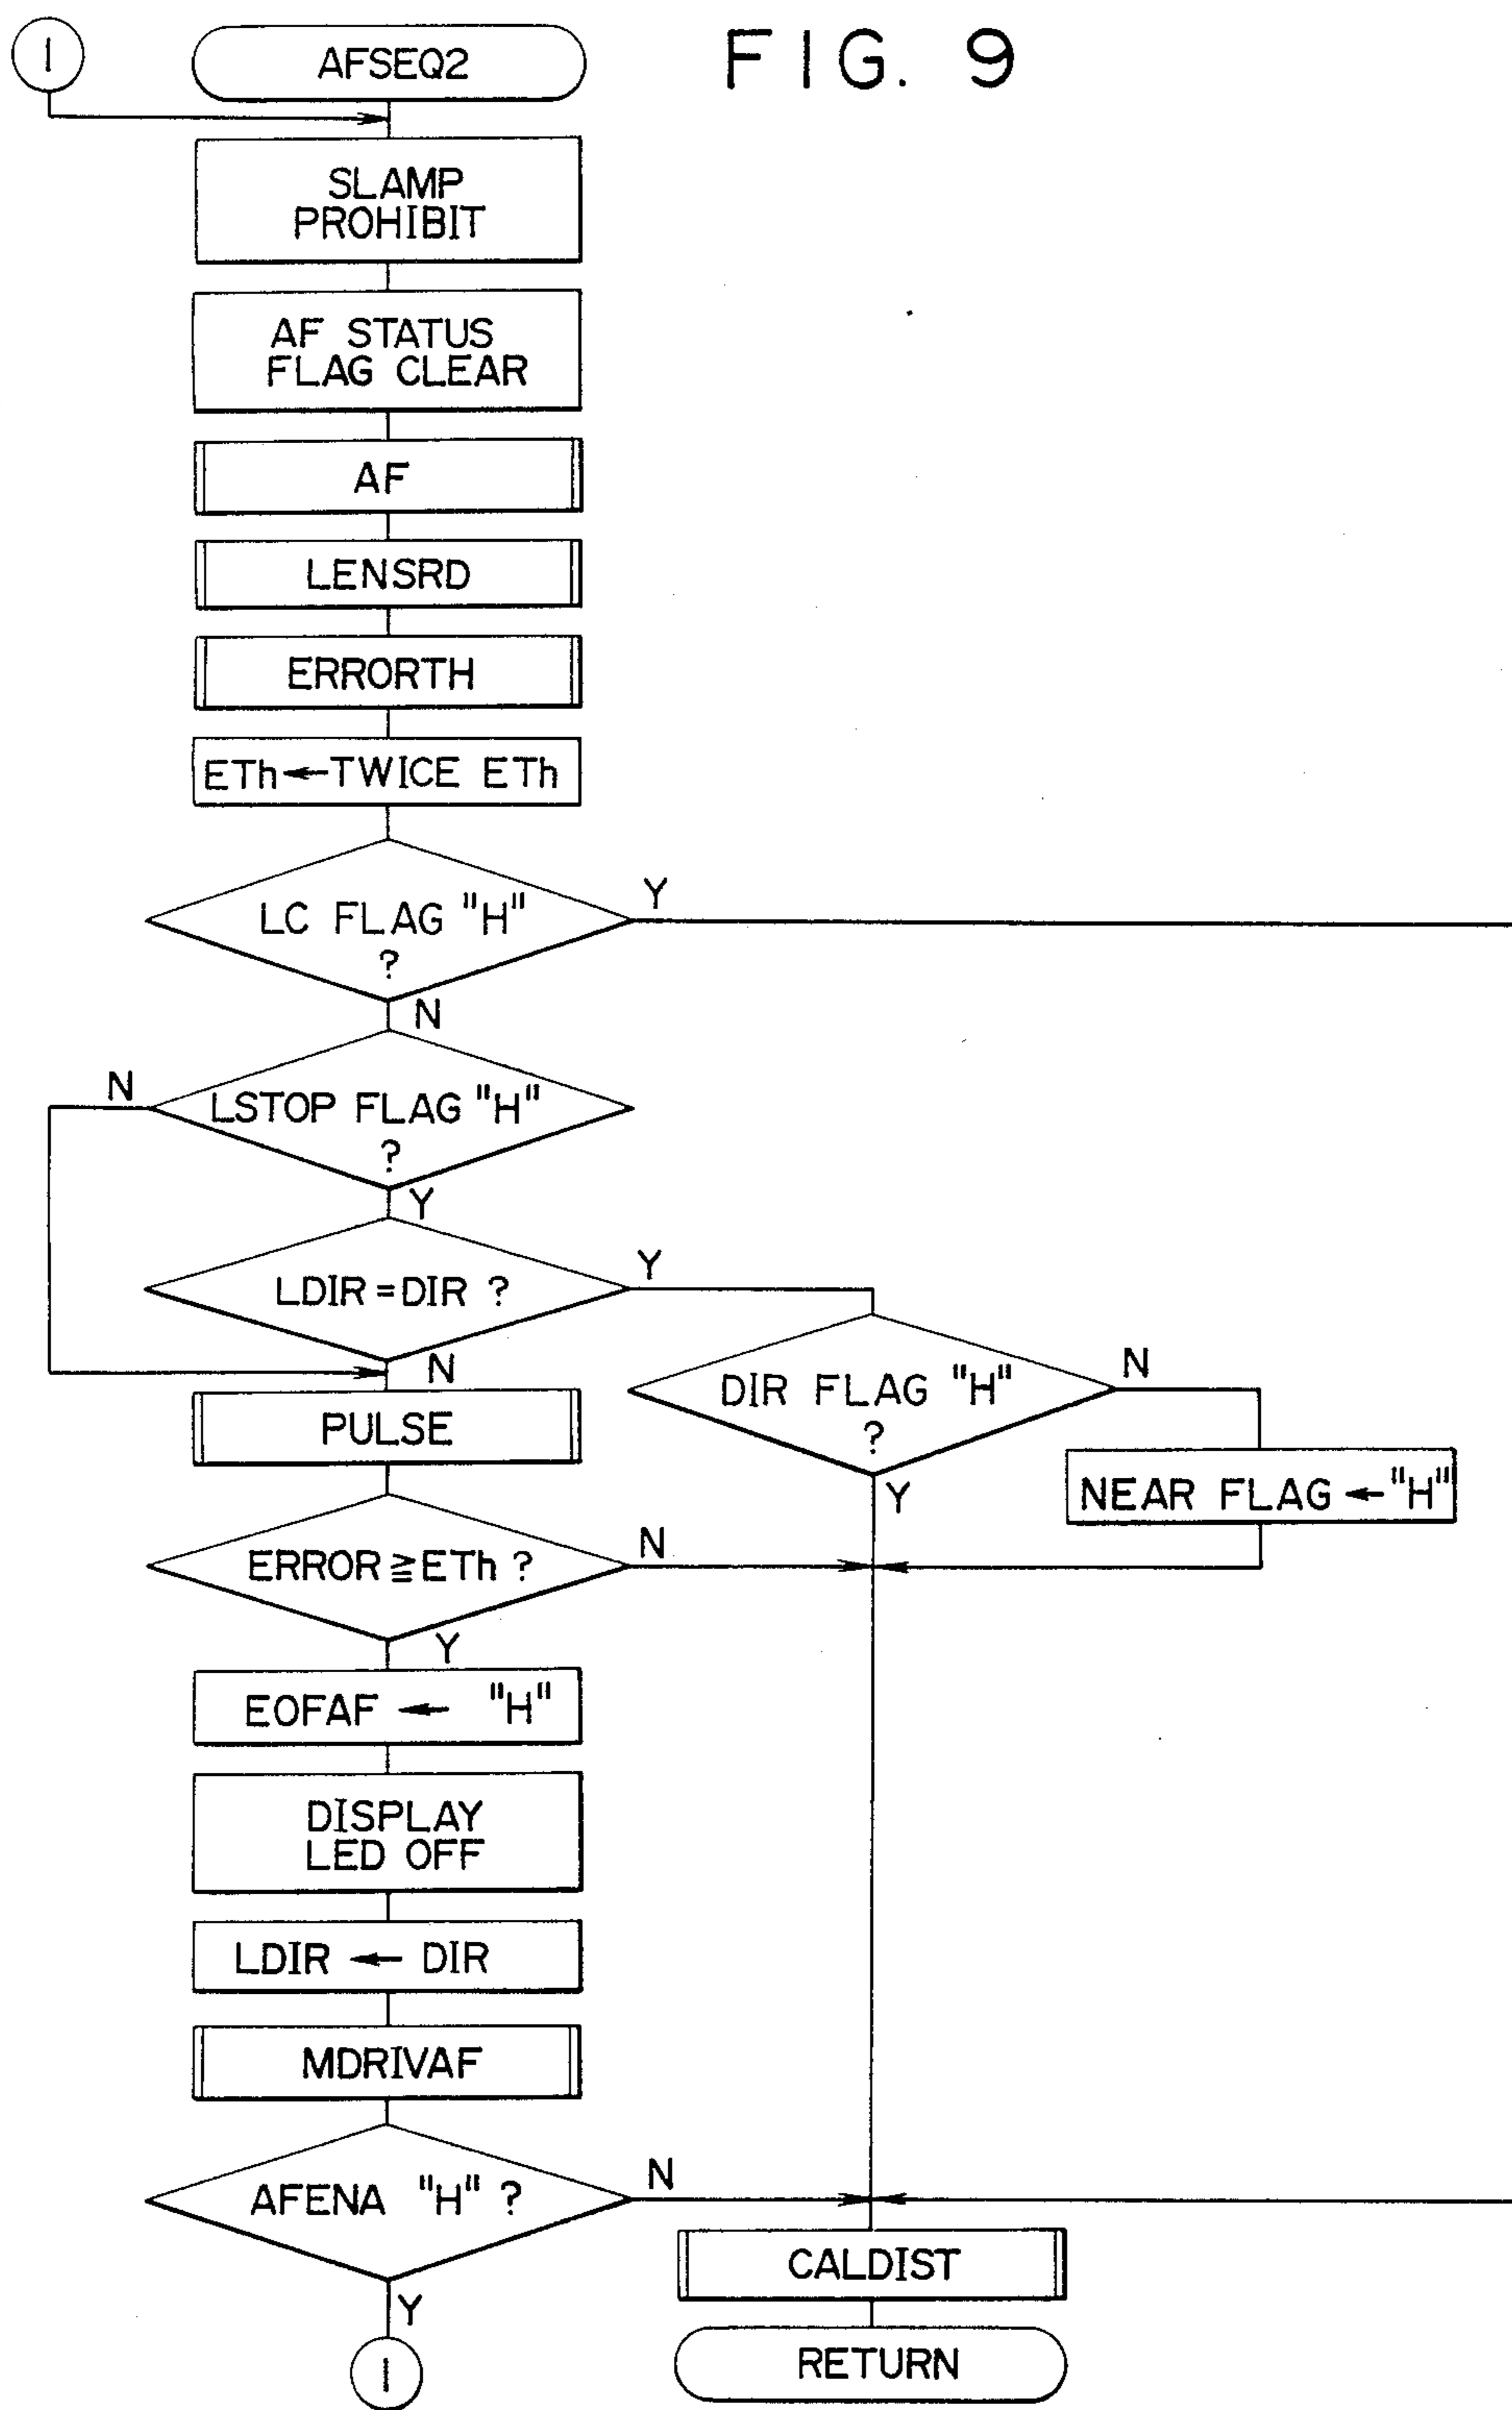 1
AFSEQ2
FIG. 9
SLAMP
PROHIBIT
AF STATUS
FLAG CLEAR
AF
LENSRD
ERRORTH
ETh←TWICE ETh
LC FLAG "H"
?
Y
N
LSTOP FLAG "H"
?
N
Y
LDIR=DIR ?
Y
N
DIR FLAG "H"
?
N
Y
NEAR FLAG ← "H"
PULSE
ERROR≧ETh ?
N
Y
EOFAF ← "H"
DISPLAY
LED OFF
LDIR ← DIR
MDRIVAF
AFENA "H" ?
N
Y
1
CALDIST
RETURN